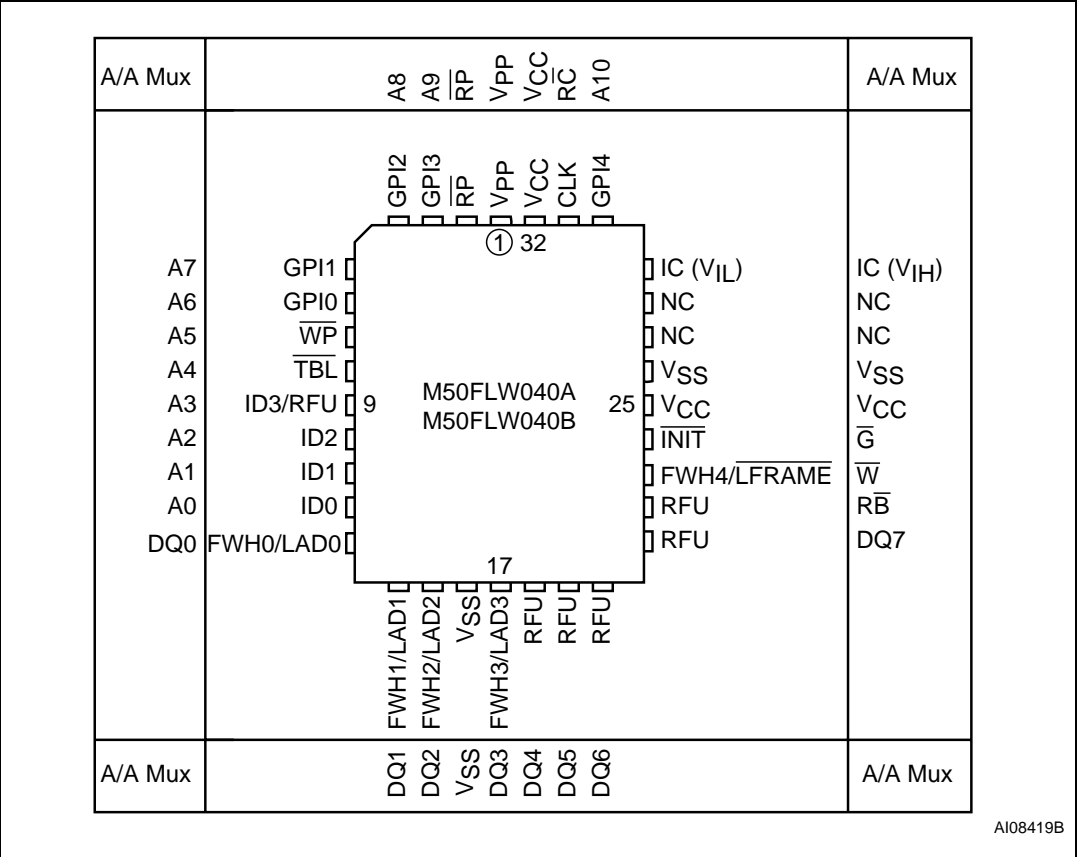 A/A Mux A8 A9 RP VPP VCC RC A10 A/A Mux
GPI2 GPI3 RP VPP VCC CLK GPI4
1 32
A7 GPI1 IC (VIL) IC (VIH)
A6 GPI0 NC NC
A5 WP NC NC
A4 TBL VSS VSS
A3 ID3/RFU 9 M50FLW040A 25 VCC VCC
M50FLW040B
A2 ID2 INIT G
A1 ID1 FWH4/LFRAME W
A0 ID0 RFU RB
DQ0 FWH0/LAD0 RFU DQ7
17
FWH1/LAD1 FWH2/LAD2 VSS FWH3/LAD3 RFU RFU RFU
A/A Mux DQ1 DQ2 VSS DQ3 DQ4 DQ5 DQ6 A/A Mux
AI08419B